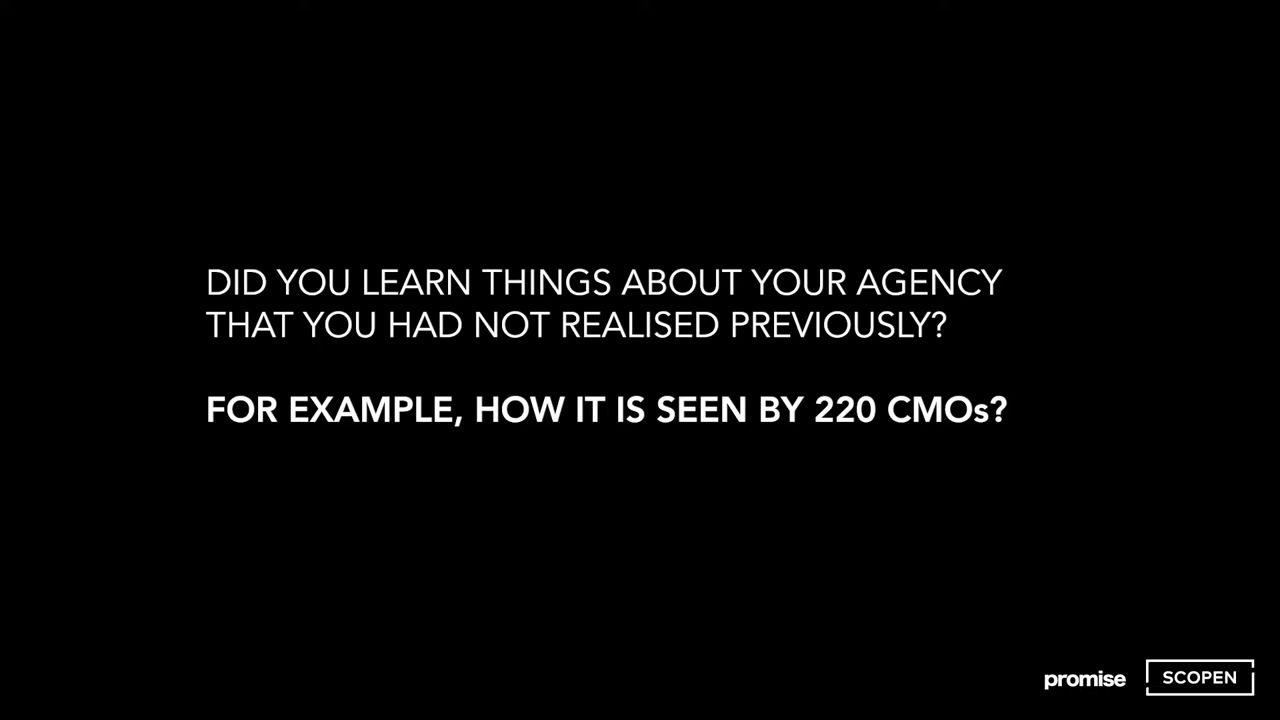 DID YOU LEARN THINGS ABOUT YOUR AGENCY
THAT YOU HAD NOT REALISED PREVIOUSLY?
FOR EXAMPLE, HOW IT IS SEEN BY 220 CMOs?
promise
SCOPEN